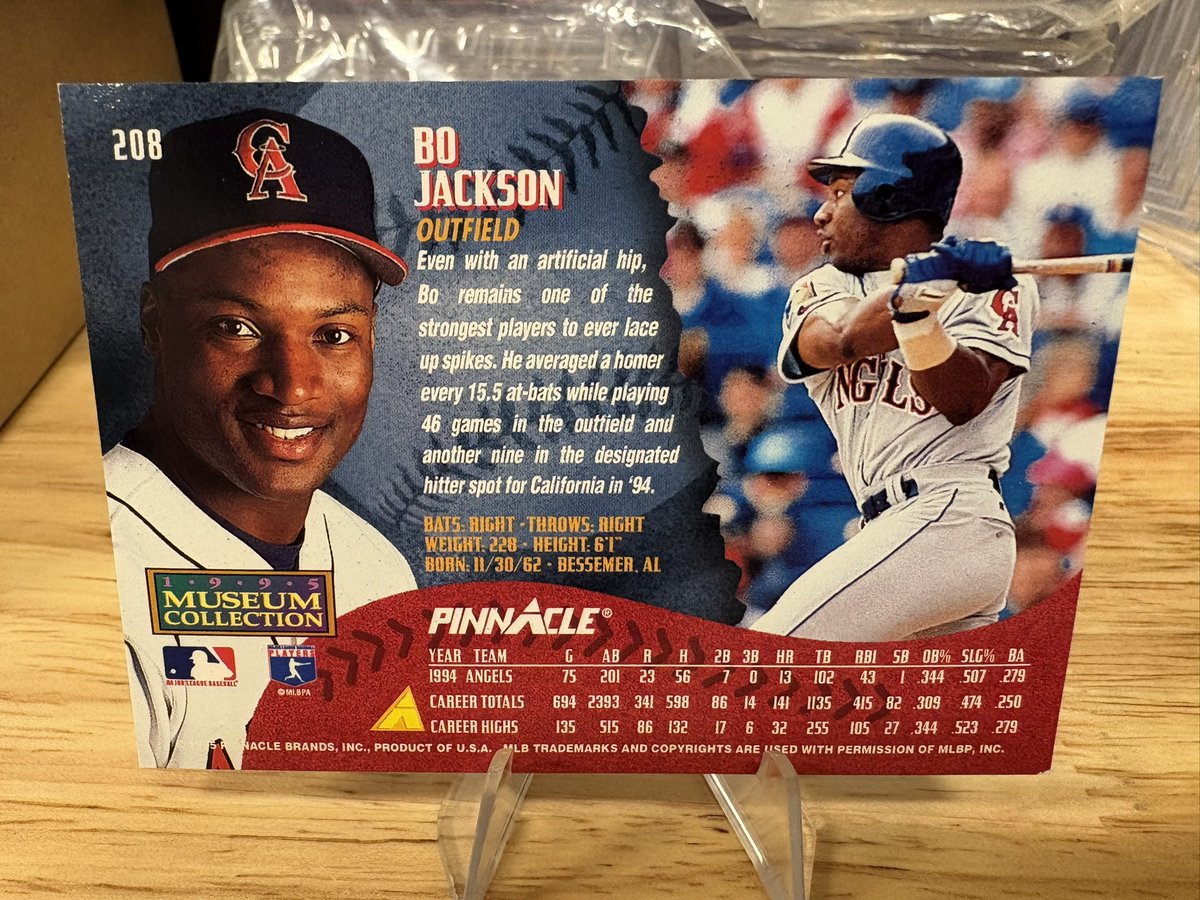 208
CA
BO
JACKSON
OUTFIELD
Even with an artificial hip,
Bo remains one of the
strongest players to ever lace
up spikes. He averaged a homer
every 15.5 at-bats while playing
46 games in the outfield and
another nine in the designated
hitter spot for California in '94.
BATS: RIGHT • THROWS: RIGHT
WEIGHT: 228 • HEIGHT: 6'1"
BORN: 11/30/62 • BESSEMER, AL
CA
NGLS
1•9•9•5
MUSEUM
COLLECTION
MAJOR LEAGUE BASEBALL
PLAYERS
©MLBPA
PINNACLE®
YEAR TEAM G AB R H 2B 3B HR TB RBI SB OB% SLG% BA
1994 ANGELS 75 201 23 56 7 0 13 102 43 1 .344 .507 .279
CAREER TOTALS 694 2393 341 598 86 14 141 1135 415 82 .309 .474 .250
CAREER HIGHS 135 515 86 132 17 6 32 255 105 27 .344 .523 .279
NACLE BRANDS, INC., PRODUCT OF U.S.A. MLB TRADEMARKS AND COPYRIGHTS ARE USED WITH PERMISSION OF MLBP, INC.